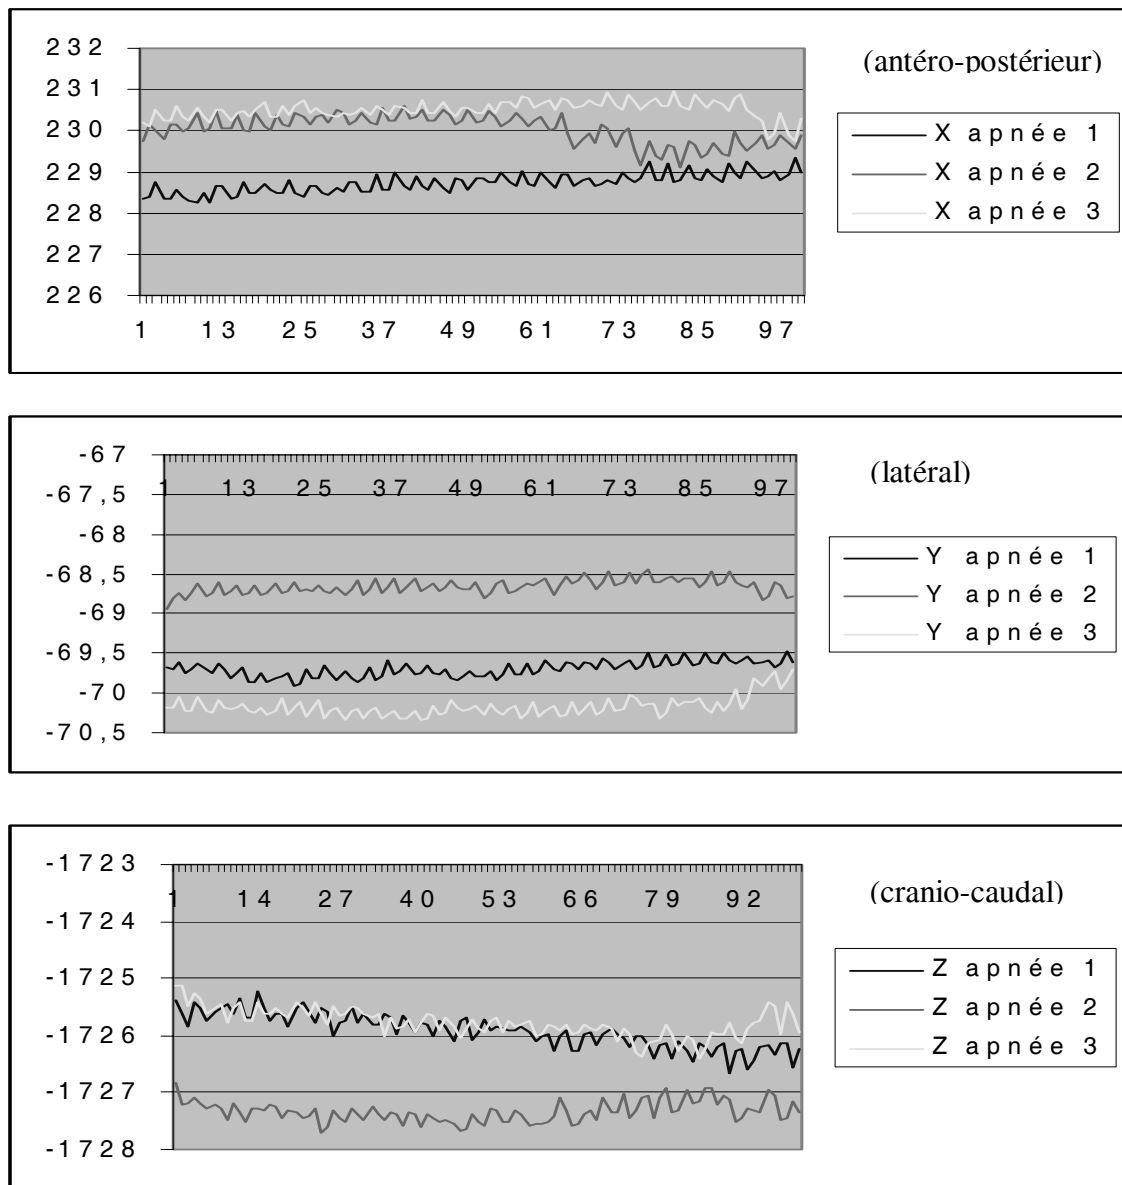 232
231
230
229
228
227
226
1 13 25 37 49 61 73 85 97
(antéro-postérieur)
X apnée 1
X apnée 2
X apnée 3
-67
-67,5
-68
-68,5
-69
-69,5
-70
-70,5
1 13 25 37 49 61 73 85 97
(latéral)
Y apnée 1
Y apnée 2
Y apnée 3
-1723
-1724
-1725
-1726
-1727
-1728
1 14 27 40 53 66 79 92
(cranio-caudal)
Z apnée 1
Z apnée 2
Z apnée 3